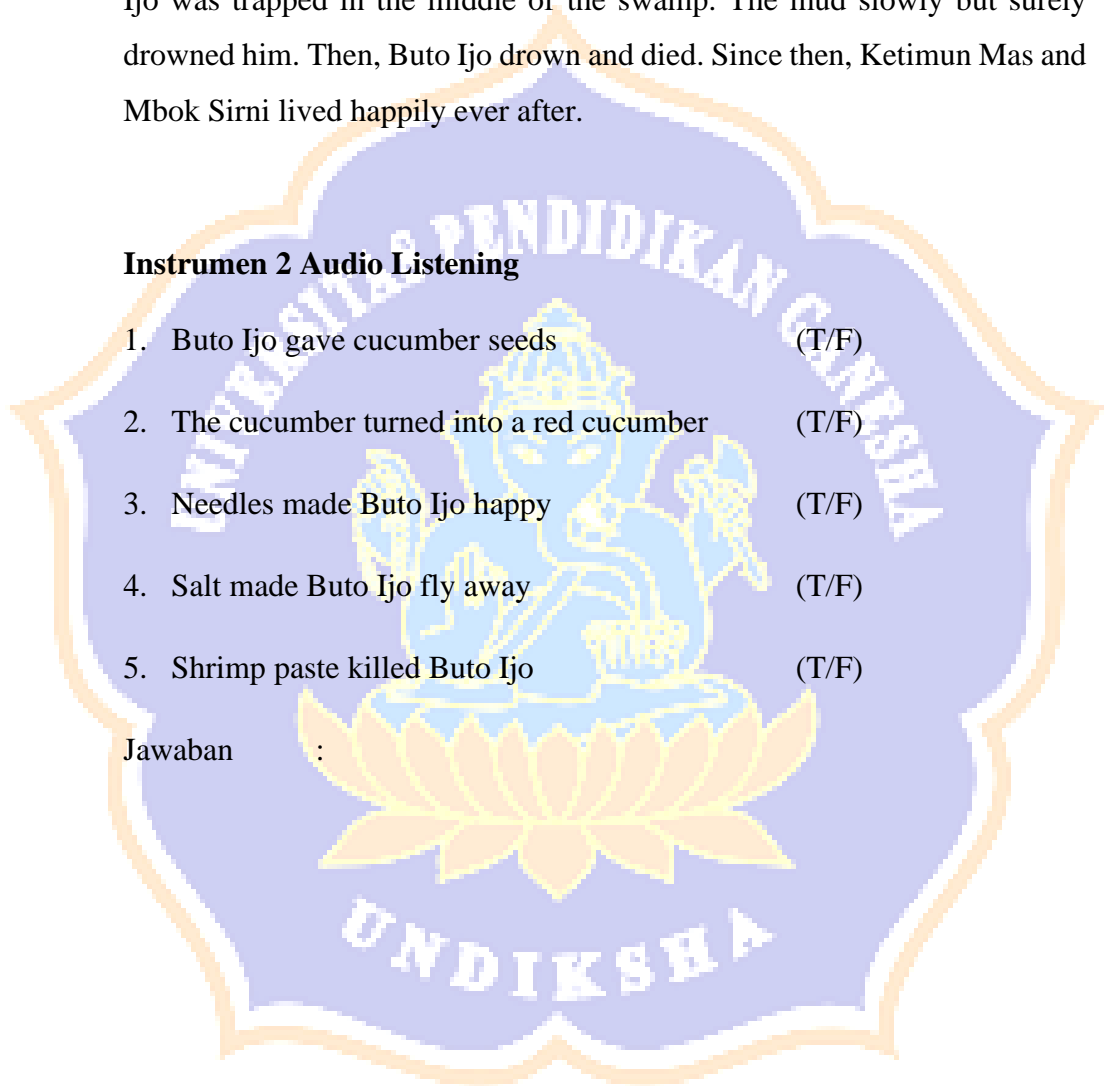 Ijo was trapped in the middle of the swamp. The mud slowly but surely
drowned him. Then, Buto Ijo drown and died. Since then, Ketimun Mas and
Mbok Sirni lived happily ever after.
UNIVERSITAS PENDIDIKAN GANESHA
Instrumen 2 Audio Listening
1. Buto Ijo gave cucumber seeds (T/F)
2. The cucumber turned into a red cucumber (T/F)
3. Needles made Buto Ijo happy (T/F)
4. Salt made Buto Ijo fly away (T/F)
5. Shrimp paste killed Buto Ijo (T/F)
Jawaban :
UNDIKSHA